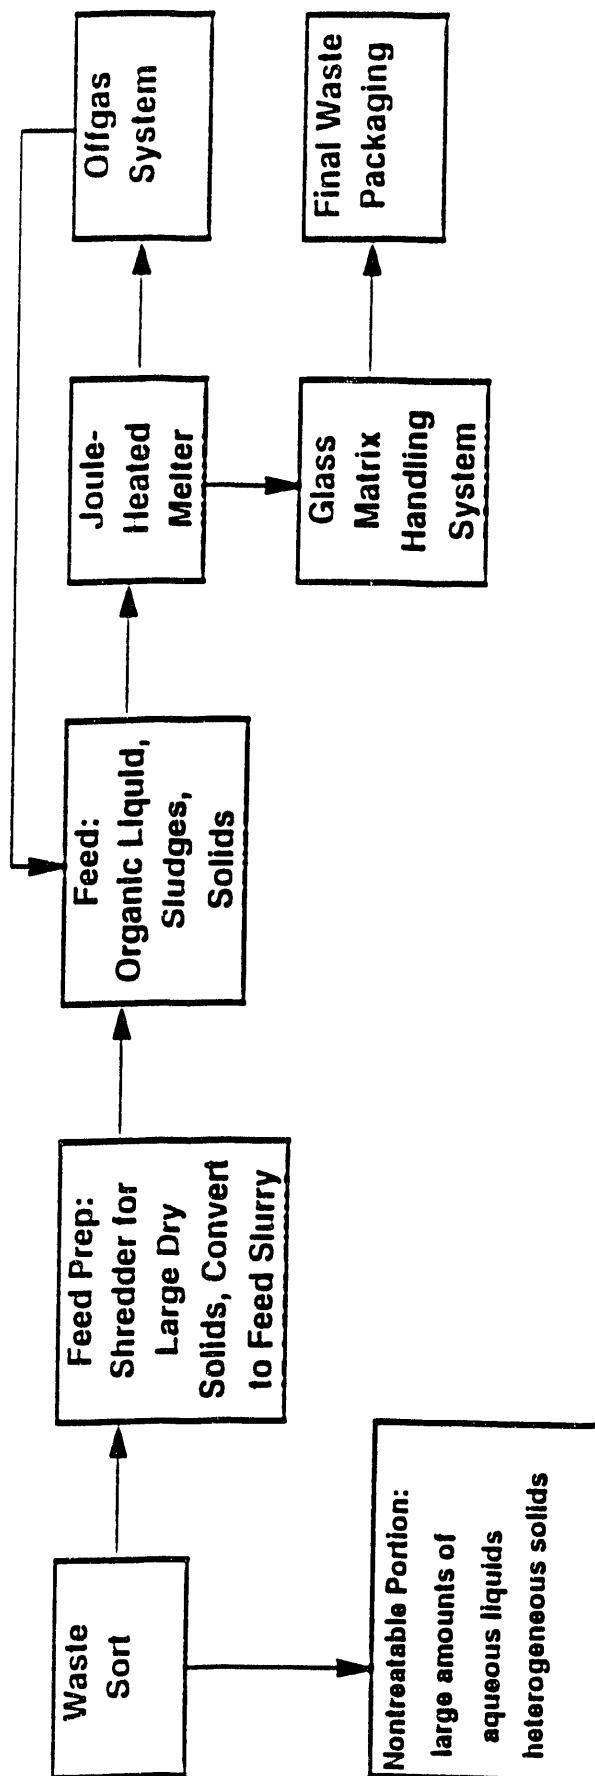 Waste
Sort
Nontreatable Portion:
large amounts of
aqueous liquids
heterogeneous solids
Feed Prep:
Shredder for
Large Dry
Solids, Convert
to Feed Slurry
Feed:
Organic Liquid,
Sludges,
Solids
Joule-
Heated
Melter
Glass
Matrix
Handling
System
Offgas
System
Final Waste
Packaging